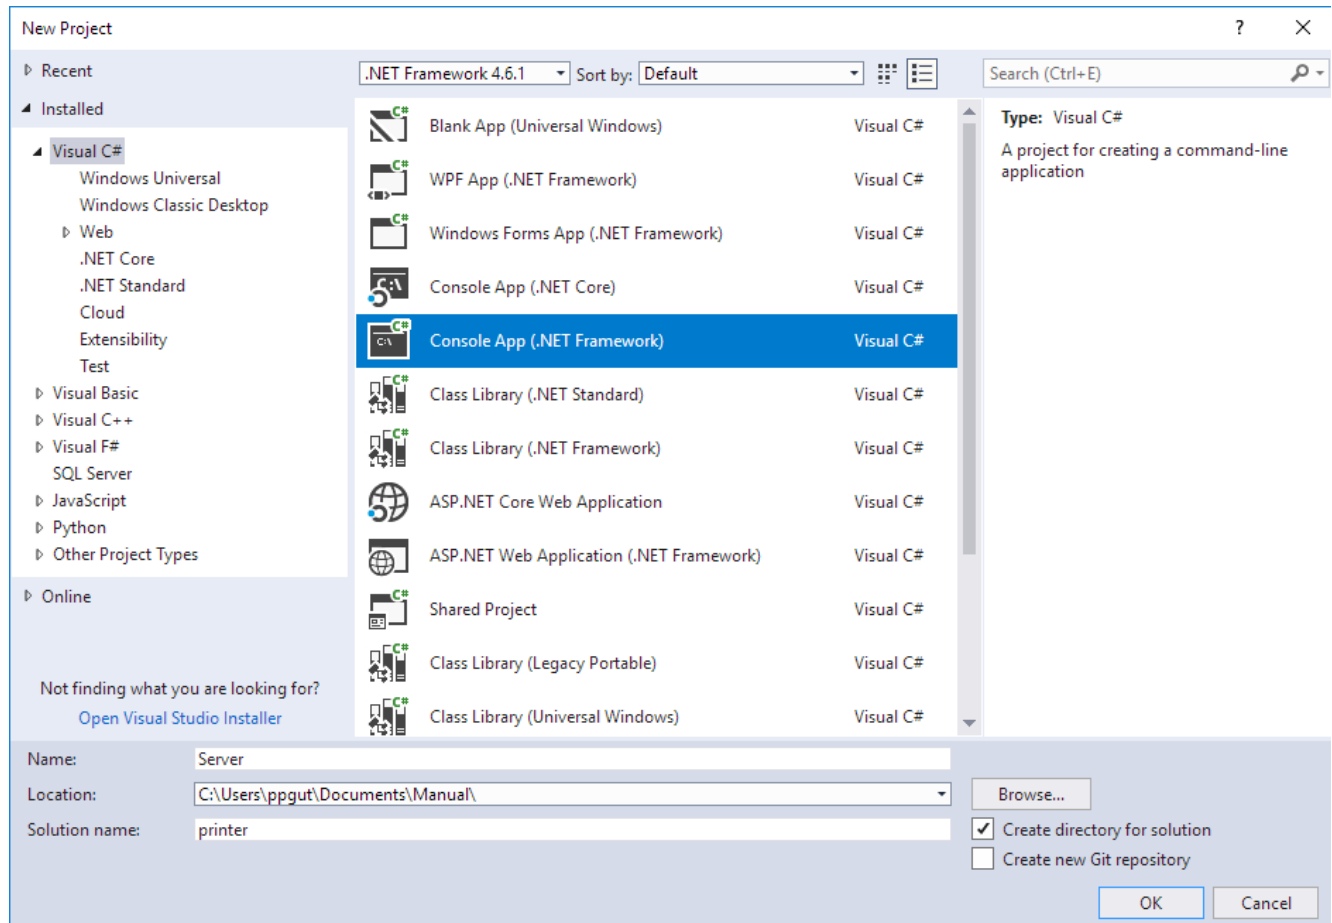 New Project
?
Recent
.NET Framework 4.6.1
Sort by: Default
Search (Ctrl+E)
Installed
Visual C#
Windows Universal
Windows Classic Desktop
Web
.NET Core
.NET Standard
Cloud
Extensibility
Test
Visual Basic
Visual C++
Visual F#
SQL Server
JavaScript
Python
Other Project Types
Online
Not finding what you are looking for?
Open Visual Studio Installer
Blank App (Universal Windows) Visual C#
WPF App (.NET Framework) Visual C#
Windows Forms App (.NET Framework) Visual C#
Console App (.NET Core) Visual C#
Console App (.NET Framework) Visual C#
Class Library (.NET Standard) Visual C#
Class Library (.NET Framework) Visual C#
ASP.NET Core Web Application Visual C#
ASP.NET Web Application (.NET Framework) Visual C#
Shared Project Visual C#
Class Library (Legacy Portable) Visual C#
Class Library (Universal Windows) Visual C#
Type: Visual C#
A project for creating a command-line
application
Name: Server
Location: C:\Users\ppgut\Documents\Manual\
Browse...
Solution name: printer
Create directory for solution
Create new Git repository
OK
Cancel